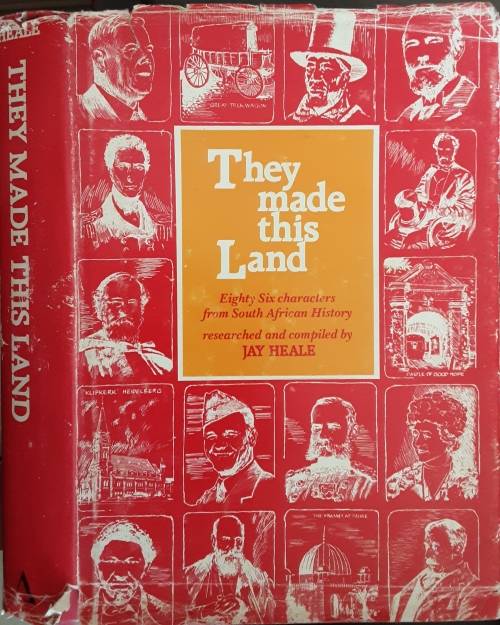 HEALE
THEY MADE THIS LAND
GREAT TREK WAGON
They
made
this
Land
Eighty Six characters
from South African History
researched and compiled by
JAY HEALE
CASTLE OF GOOD HOPE
KLIPKERK HEIDELBERG